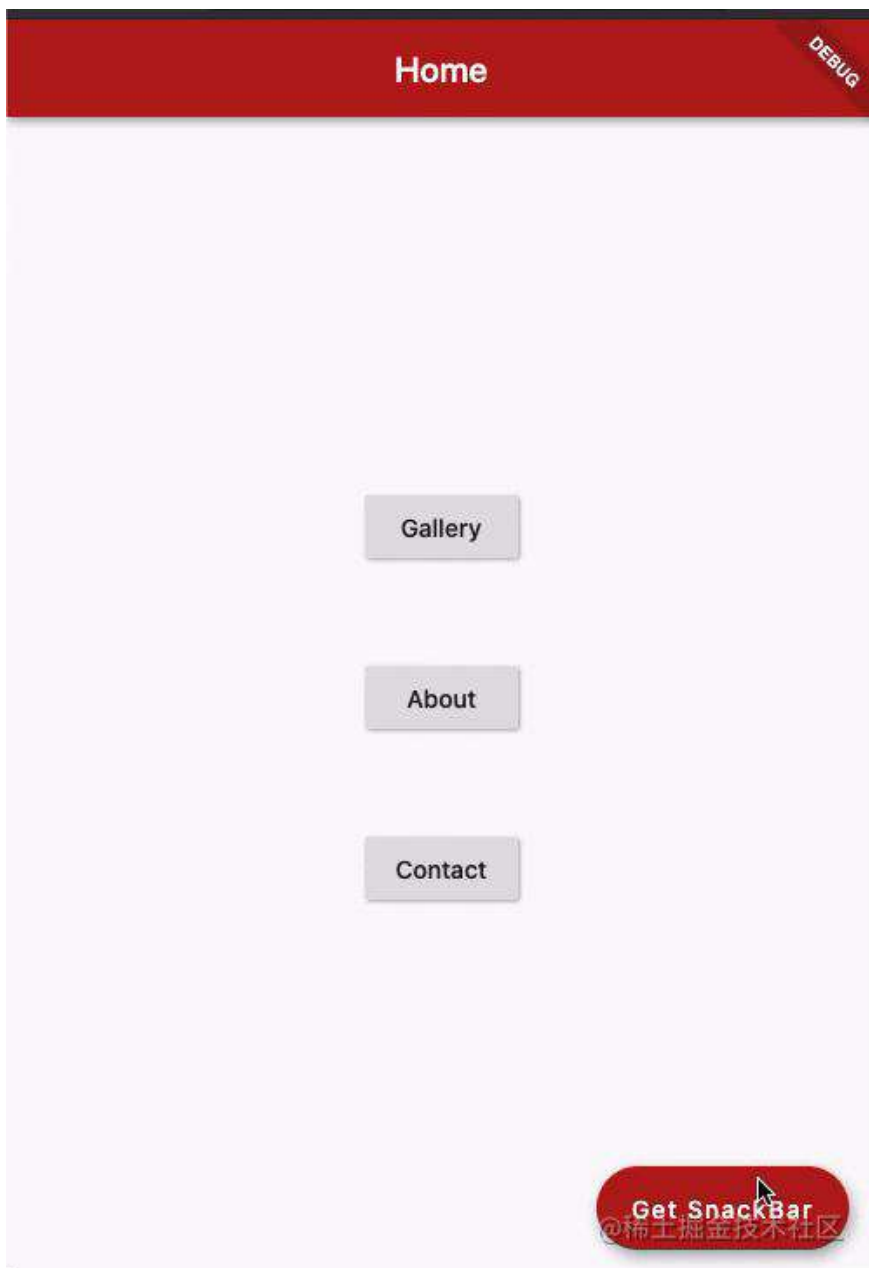 Home
DEBUG
Gallery
About
Contact
Get SnackBar
@稀土掘金技术社区